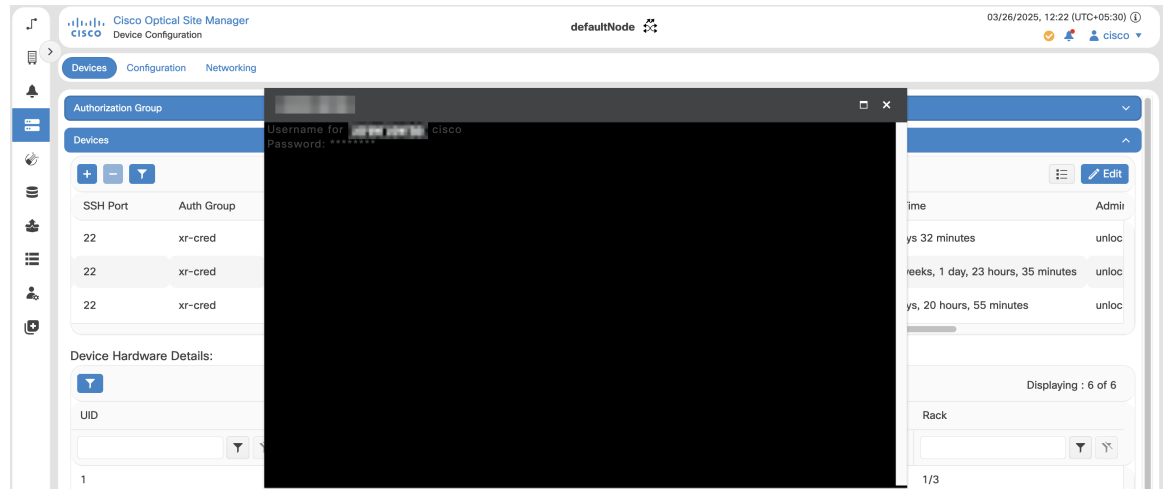 Cisco Optical Site Manager
CISCO Device Configuration
defaultNode
03/26/2025, 12:22 (UTC+05:30)
cisco
Devices Configuration Networking
Authorization Group
Devices
Username for cisco
Password: ********
Edit
SSH Port Auth Group ime Admin
22 xr-cred ys 32 minutes unloc
22 xr-cred veeks, 1 day, 23 hours, 35 minutes unloc
22 xr-cred ys, 20 hours, 55 minutes unloc
Device Hardware Details:
Displaying : 6 of 6
UID Rack
1 1/3